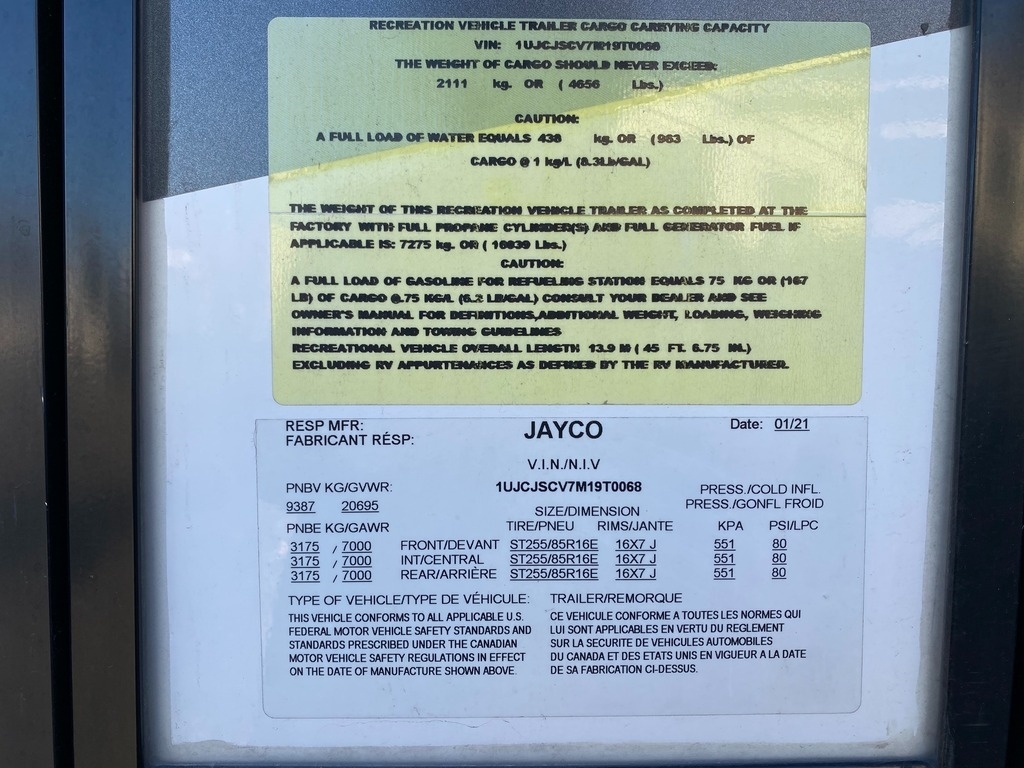 RECREATION VEHICLE TRAILER CARGO CARRYING CAPACITY
VIN: 1UJCJSCV7M19T0068
THE WEIGHT OF CARGO SHOULD NEVER EXCEED:
2111 kg. OR ( 4656 Lbs.)
CAUTION:
A FULL LOAD OF WATER EQUALS 438 kg. OR (963 Lbs.) OF
CARGO @ 1 kg/L (8.3Lb/GAL)
THE WEIGHT OF THIS RECREATION VEHICLE TRAILER AS COMPLETED AT THE
FACTORY WITH FULL PROPANE CYLINDER(S) AND FULL GENERATOR FUEL IF
APPLICABLE IS: 7275 kg. OR ( 16039 Lbs.)
CAUTION:
A FULL LOAD OF GASOLINE FOR REFUELING STATION EQUALS 75 KG OR (167
LB) OF CARGO @.75 KG/L (6.2 LB/GAL) CONSULT YOUR DEALER AND SEE
OWNER'S MANUAL FOR DEFINITIONS,ADDITIONAL WEIGHT, LOADING, WEIGHING
INFORMATION AND TOWING GUIDELINES
RECREATIONAL VEHICLE OVERALL LENGTH 13.9 M ( 45 FT. 6.75 IN.)
EXCLUDING RV APPURTENANCES AS DEFINED BY THE RV MANUFACTURER.
RESP MFR: JAYCO Date: 01/21
FABRICANT RÉSP:
V.I.N./N.I.V
1UJCJSCV7M19T0068
PNBV KG/GVWR: PRESS./COLD INFL.
9387 20695 SIZE/DIMENSION PRESS./GONFL FROID
PNBE KG/GAWR TIRE/PNEU RIMS/JANTE KPA PSI/LPC
3175 / 7000 FRONT/DEVANT ST255/85R16E 16X7 J 551 80
3175 / 7000 INT/CENTRAL ST255/85R16E 16X7 J 551 80
3175 / 7000 REAR/ARRIÈRE ST255/85R16E 16X7 J 551 80
TYPE OF VEHICLE/TYPE DE VÉHICULE: TRAILER/REMORQUE
THIS VEHICLE CONFORMS TO ALL APPLICABLE U.S.
FEDERAL MOTOR VEHICLE SAFETY STANDARDS AND
STANDARDS PRESCRIBED UNDER THE CANADIAN
MOTOR VEHICLE SAFETY REGULATIONS IN EFFECT
ON THE DATE OF MANUFACTURE SHOWN ABOVE.
CE VEHICULE CONFORME A TOUTES LES NORMES QUI
LUI SONT APPLICABLES EN VERTU DU REGLEMENT
SUR LA SECURITE DE VEHICULES AUTOMOBILES
DU CANADA ET DES ETATS UNIS EN VIGUEUR A LA DATE
DE SA FABRICATION CI-DESSUS.